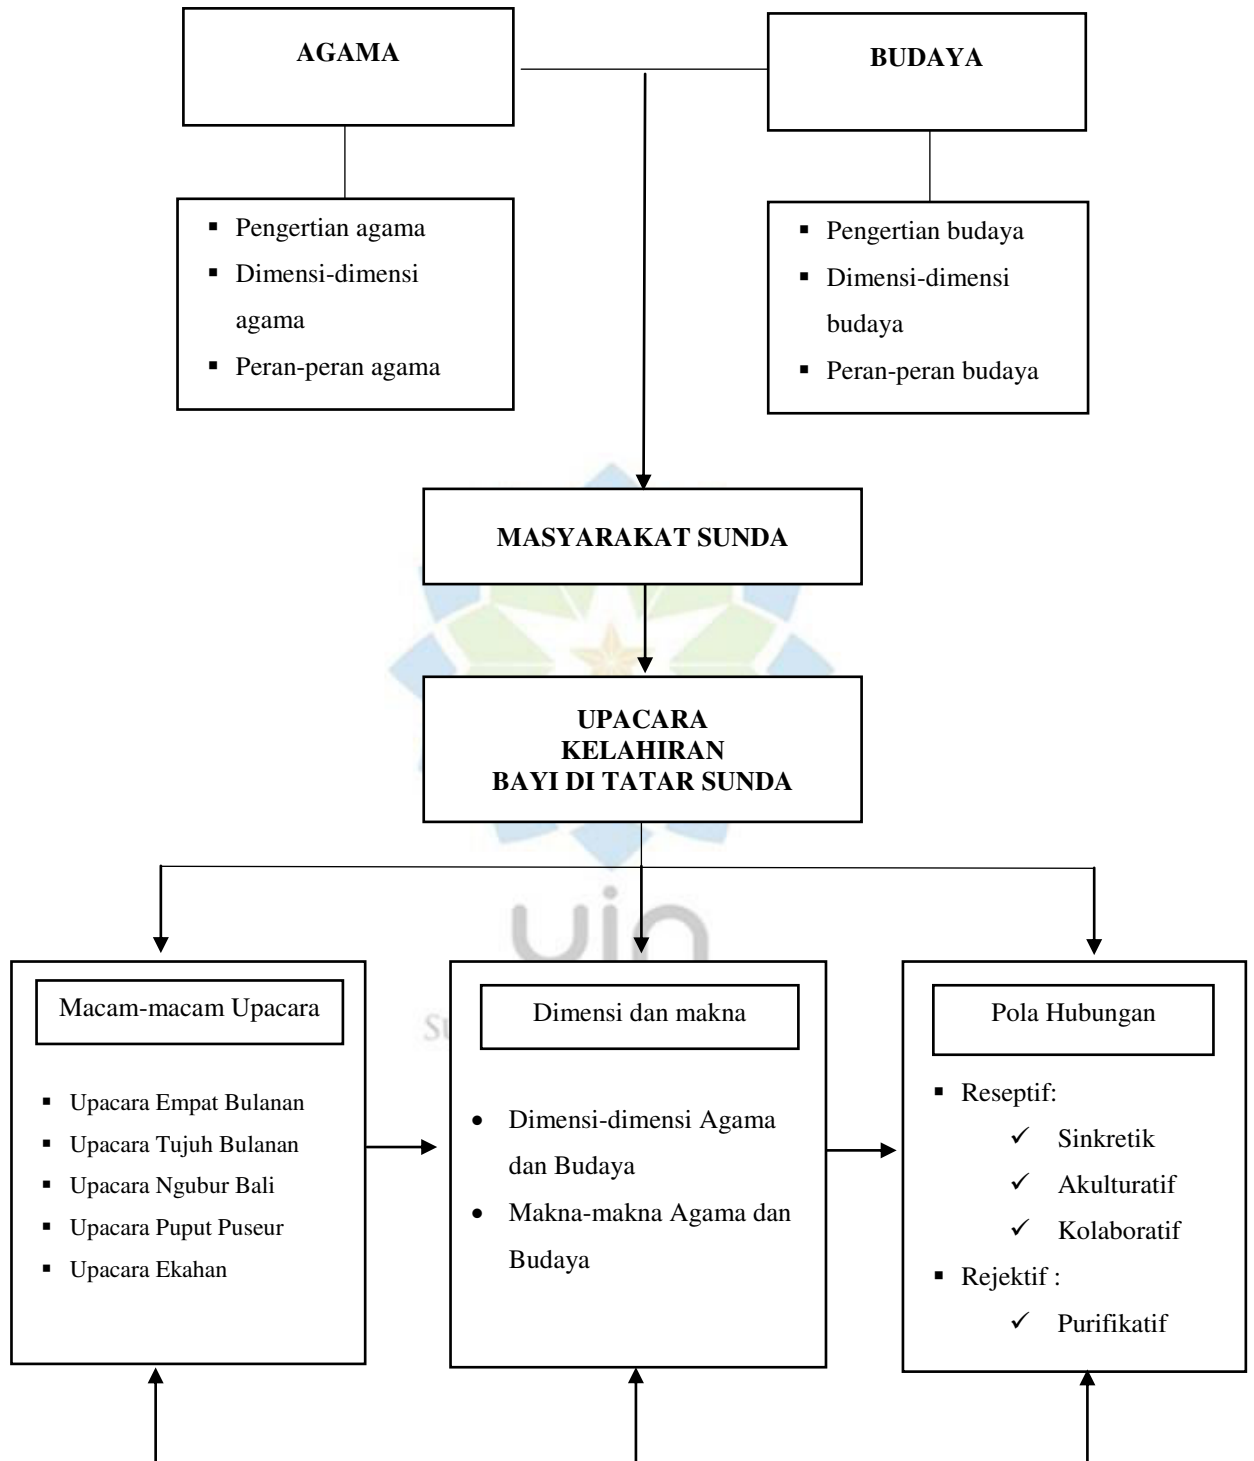 AGAMA
BUDAYA
▪ Pengertian agama
▪ Dimensi-dimensi
agama
▪ Peran-peran agama
▪ Pengertian budaya
▪ Dimensi-dimensi
budaya
▪ Peran-peran budaya
MASYARAKAT SUNDA
UPACARA
KELAHIRAN
BAYI DI TATAR SUNDA
uin
Macam-macam Upacara
▪ Upacara Empat Bulanan
▪ Upacara Tujuh Bulanan
▪ Upacara Ngubur Bali
▪ Upacara Puput Puseur
▪ Upacara Ekahan
Dimensi dan makna
• Dimensi-dimensi Agama
dan Budaya
• Makna-makna Agama dan
Budaya
Pola Hubungan
▪ Reseptif:
✓ Sinkretik
✓ Akulturatif
✓ Kolaboratif
▪ Rejektif :
✓ Purifikatif